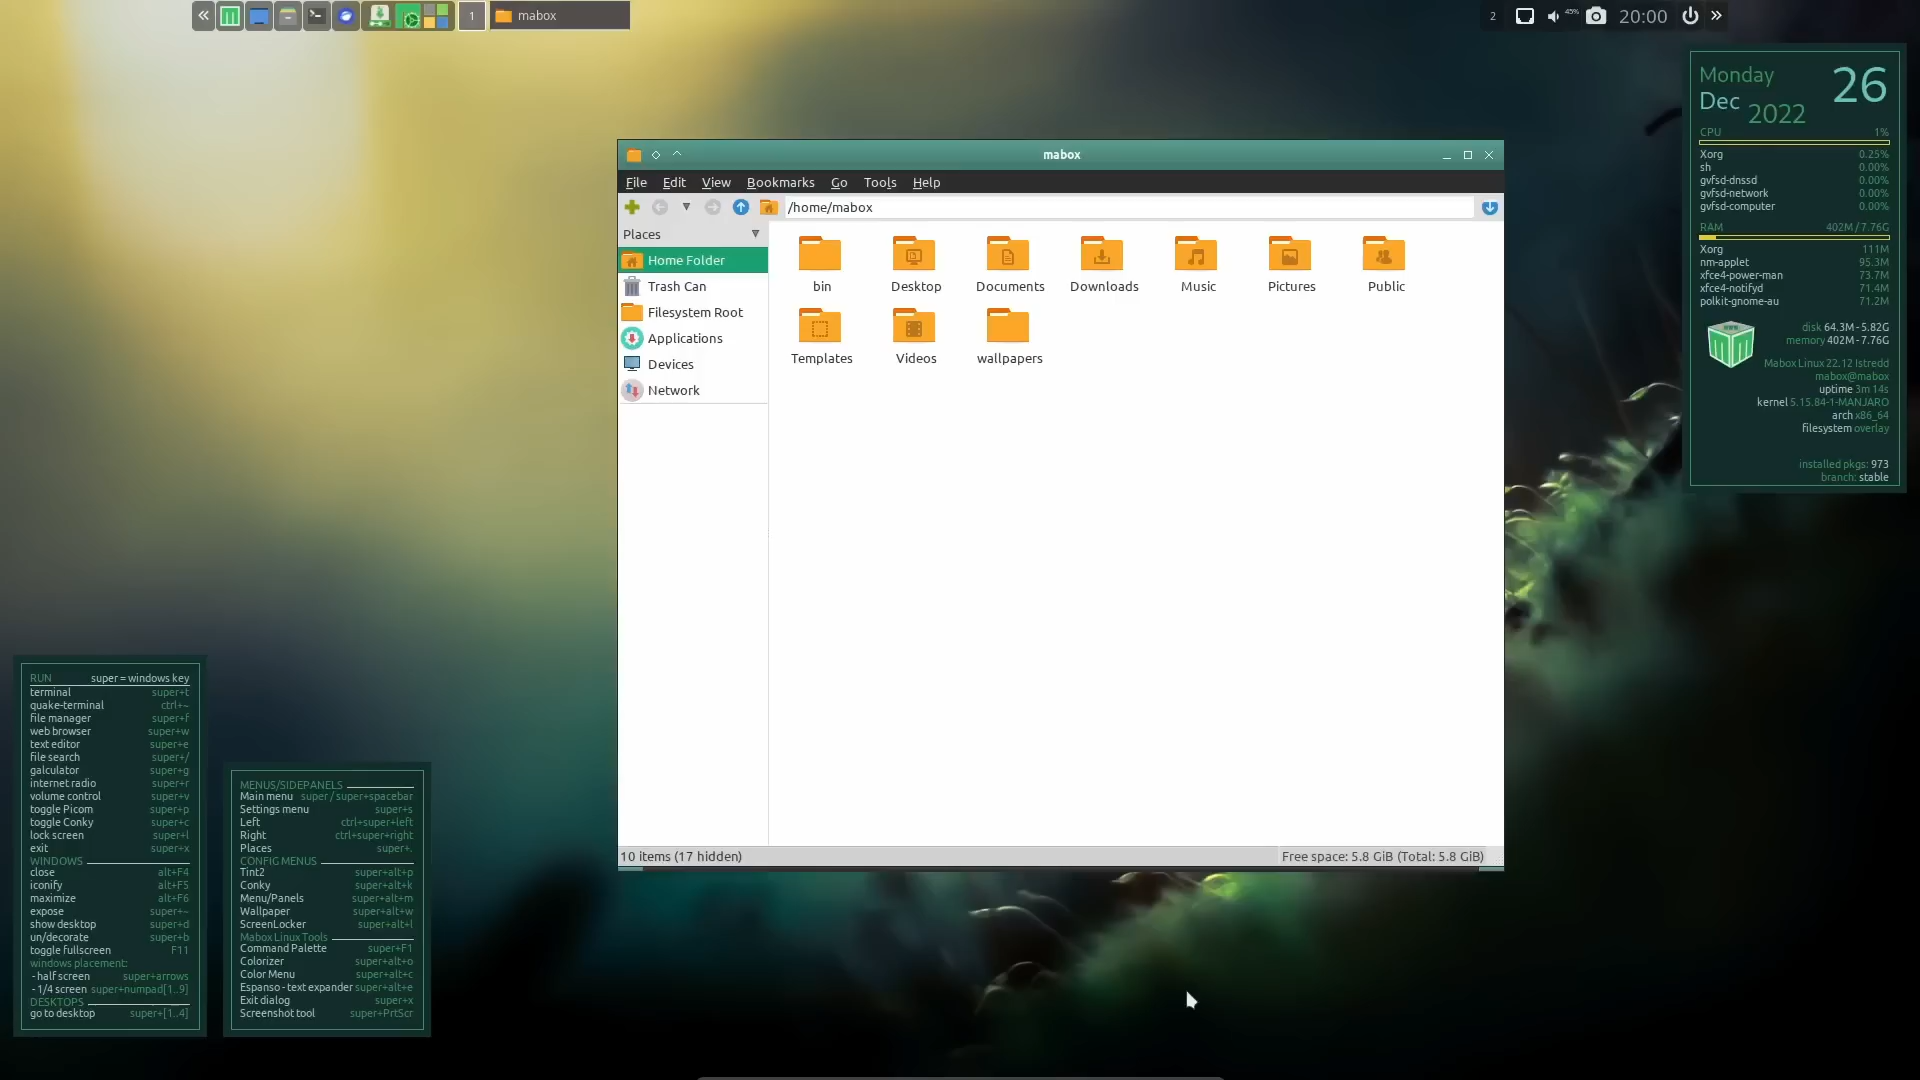 1
mabox
2
45%
20:00
Monday
26
Dec
2022
CPU 1%
Xorg 0.25%
sh 0.00%
gvfsd-dnssd 0.00%
gvfsd-network 0.00%
gvfsd-computer 0.00%
RAM 402M / 7.76G
Xorg 111M
nm-applet 95.3M
xfce4-power-man 73.7M
xfce4-notifyd 71.4M
polkit-gnome-au 71.2M
disk 64.3M - 5.82G
memory 402M - 7.76G
Mabox Linux 22.12 Istredd
mabox@mabox
uptime 3m 14s
kernel 5.15.84-1-MANJARO
arch x86_64
filesystem overlay
installed pkgs: 973
branch: stable
mabox
File Edit View Bookmarks Go Tools Help
/home/mabox
Places
Home Folder
Trash Can
Filesystem Root
Applications
Devices
Network
bin Desktop Documents Downloads Music Pictures Public
Templates Videos wallpapers
10 items (17 hidden) Free space: 5.8 GiB (Total: 5.8 GiB)
RUN super = windows key
terminal super+t
quake-terminal ctrl+~
file manager super+f
web browser super+w
text editor super+e
file search super+/
galculator super+g
internet radio super+r
volume control super+v
toggle Picom super+p
toggle Conky super+c
lock screen super+l
exit super+x
WINDOWS
close alt+F4
iconify alt+F5
maximize alt+F6
expose super+~
show desktop super+d
un/decorate super+b
toggle fullscreen F11
windows placement:
- half screen super+arrows
- 1/4 screen super+numpad[1..9]
DESKTOPS
go to desktop super+[1..4]
MENUS/SIDEPANELS
Main menu super / super+spacebar
Settings menu super+s
Left ctrl+super+left
Right ctrl+super+right
Places super+.
CONFIG MENUS
Tint2 super+alt+p
Conky super+alt+k
Menu/Panels super+alt+m
Wallpaper super+alt+w
ScreenLocker super+alt+l
Mabox Linux Tools
Command Palette super+F1
Colorizer super+alt+o
Color Menu super+alt+c
Espanso - text expander super+alt+e
Exit dialog super+x
Screenshot tool super+PrtScr